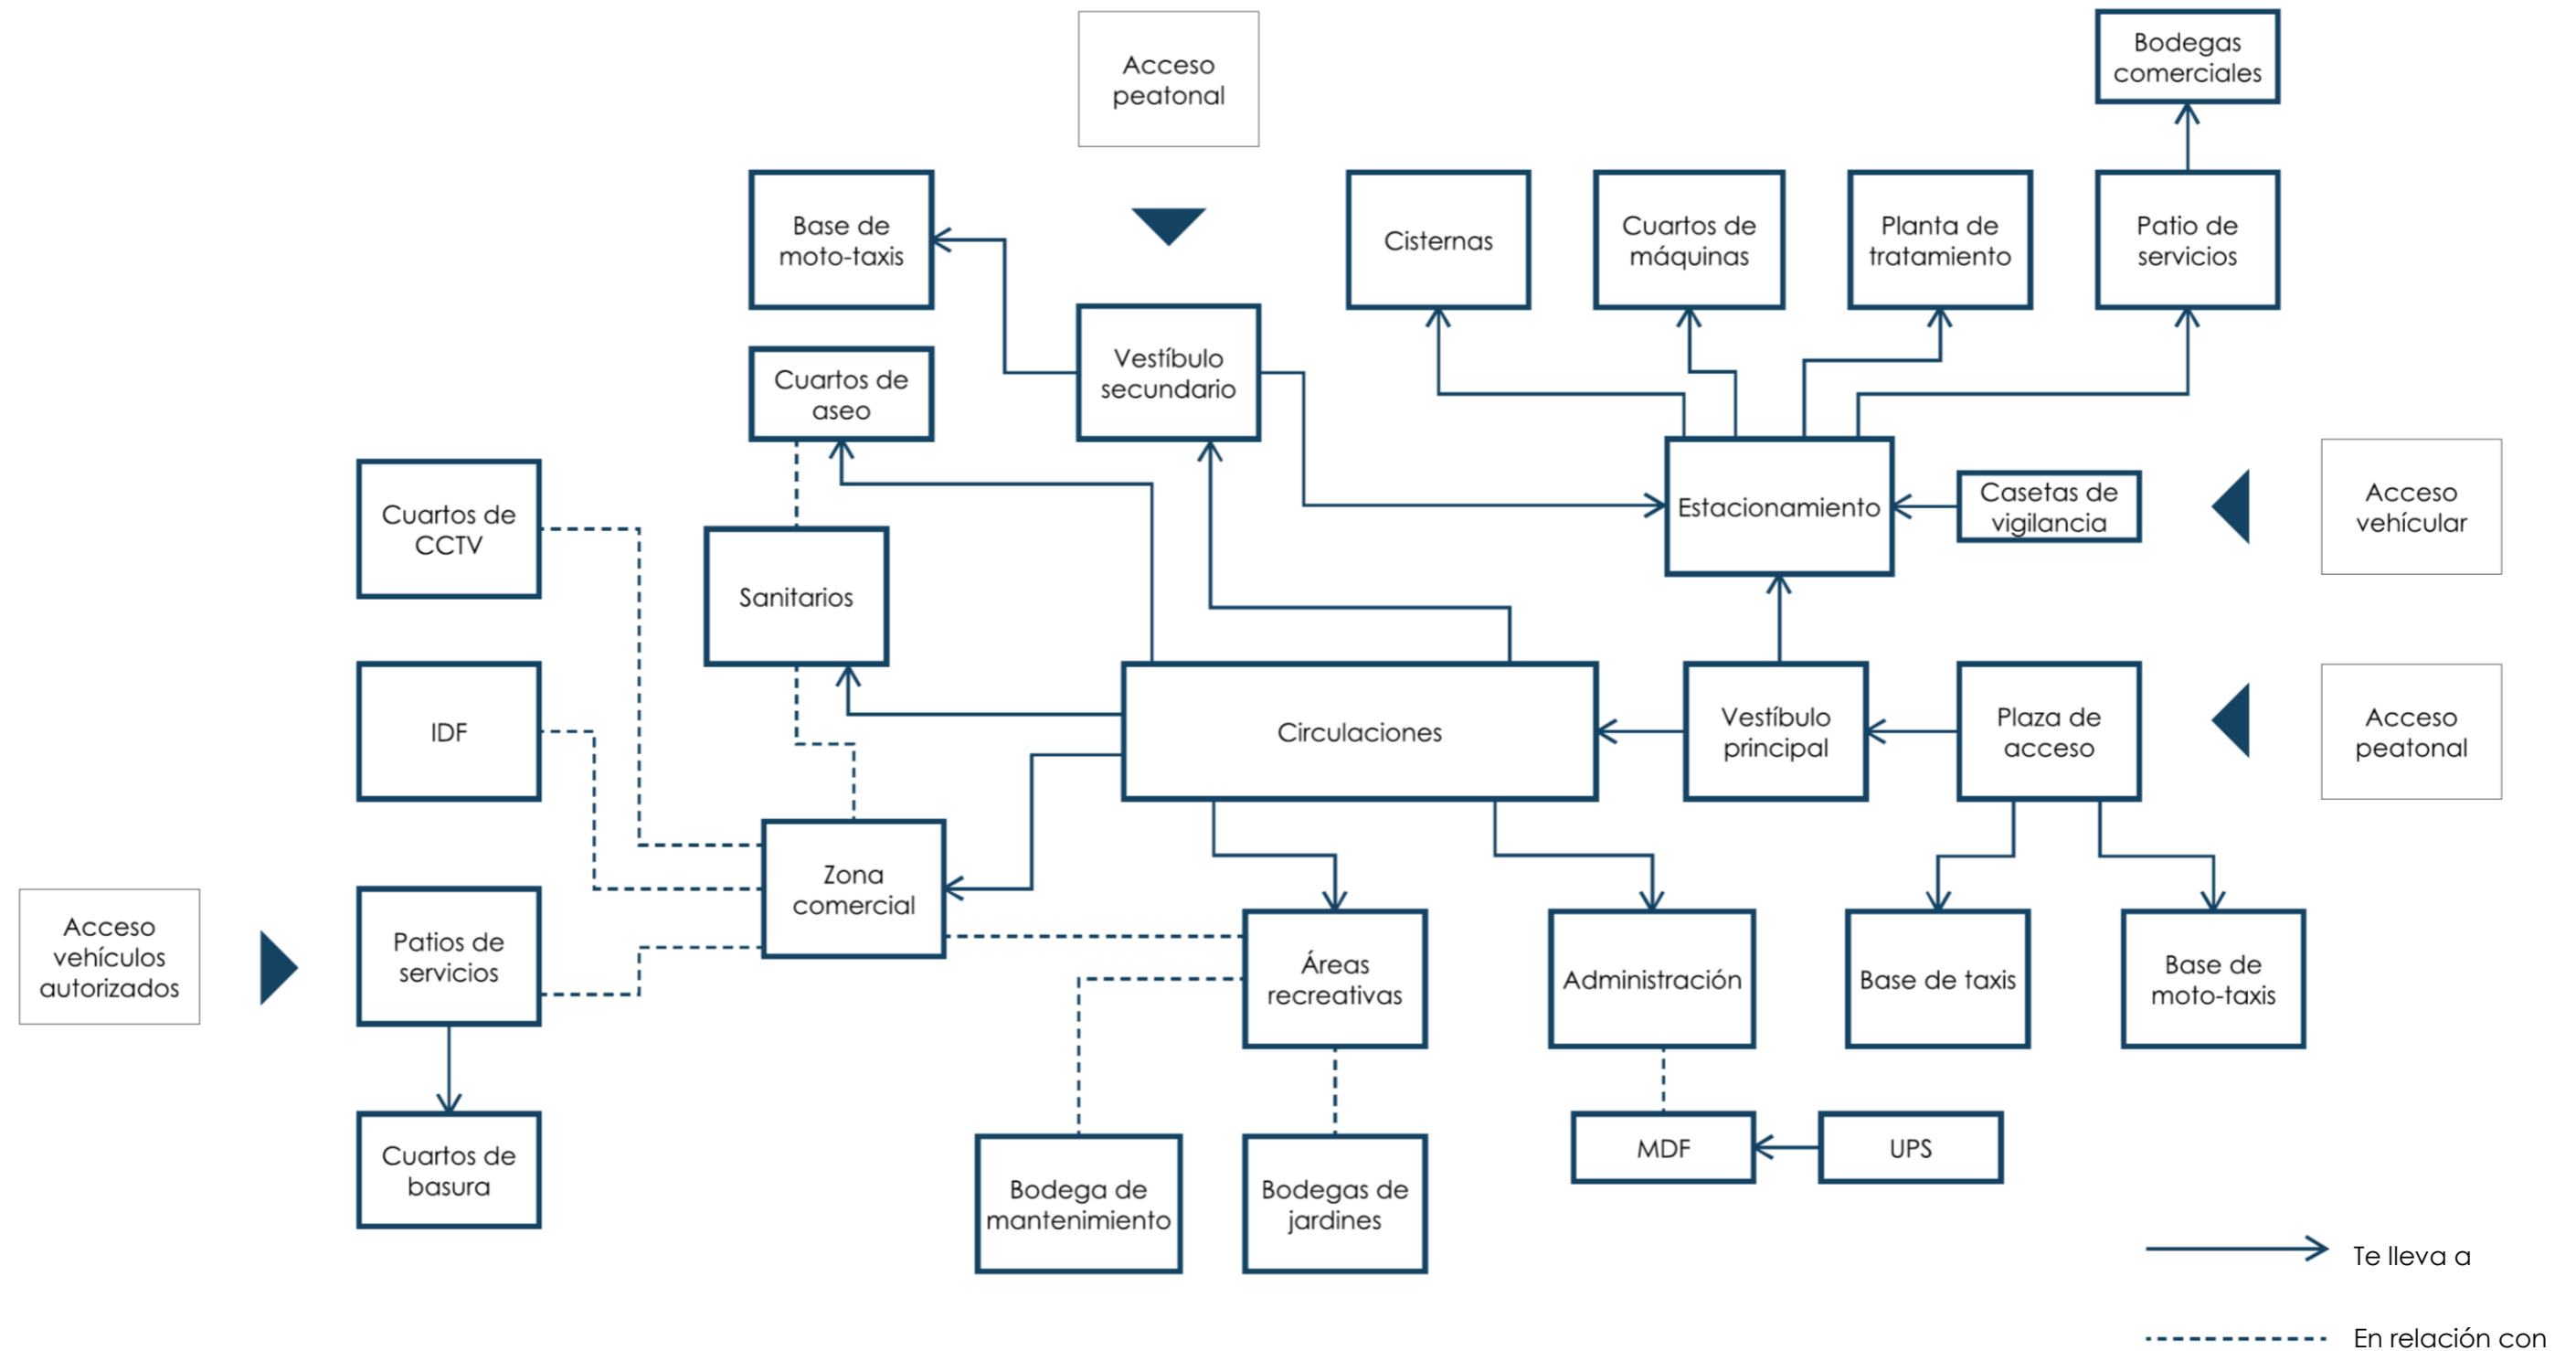 Acceso
peatonal
Bodegas
comerciales
Base de
moto-taxis
Cisternas
Cuartos de
máquinas
Planta de
tratamiento
Patio de
servicios
Vestíbulo
secundario
Cuartos de
aseo
Cuartos de
CCTV
Estacionamiento
Casetas de
vigilancia
Acceso
vehícular
Sanitarios
IDF
Circulaciones
Vestíbulo
principal
Plaza de
acceso
Acceso
peatonal
Zona
comercial
Acceso
vehículos
autorizados
Patios de
servicios
Áreas
recreativas
Administración
Base de taxis
Base de
moto-taxis
Cuartos de
basura
Bodega de
mantenimiento
Bodegas de
jardines
MDF
UPS
Te lleva a
En relación con